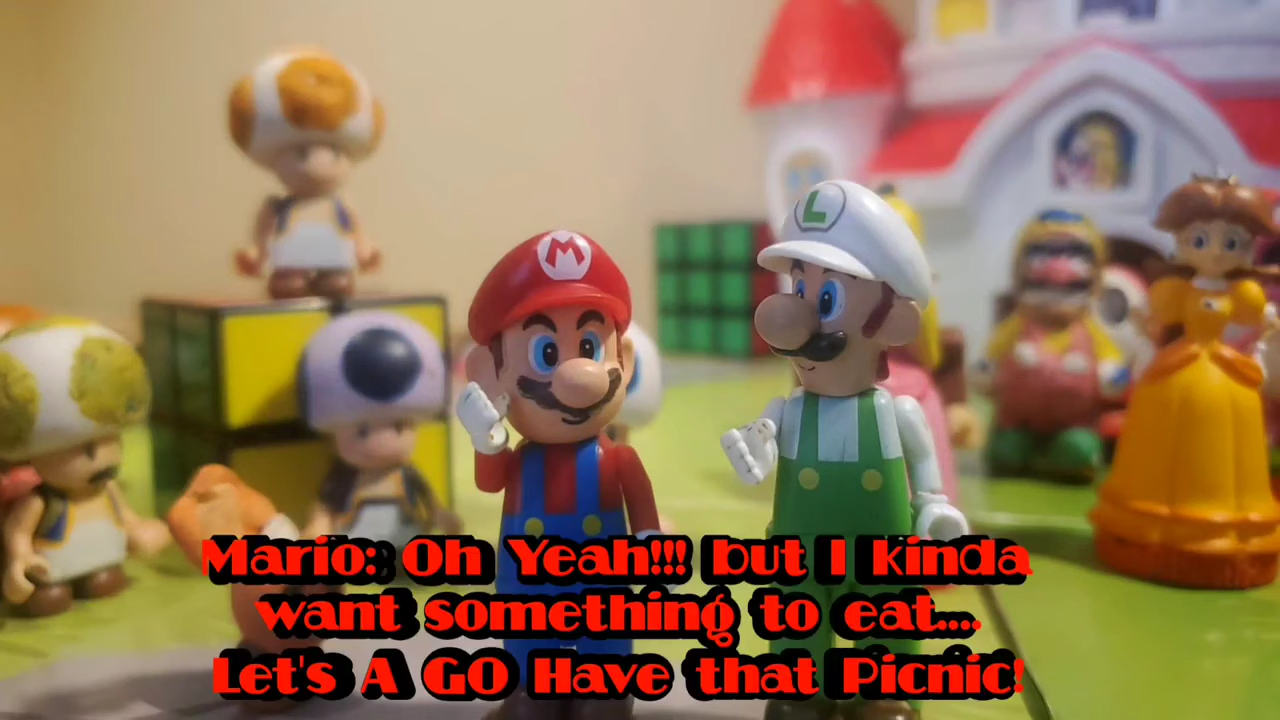 M
L
Mario: Oh Yeah!!! but I kinda
want something to eat....
Let's A GO Have that Picnic!